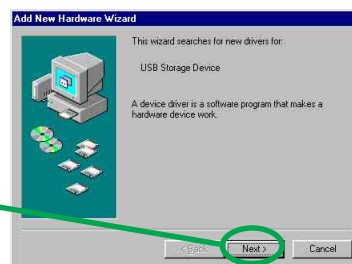 Add New Hardware Wizard
This wizard searches for new drivers for:
USB Storage Device
A device driver is a software program that makes a
hardware device work.
< Back Next > Cancel